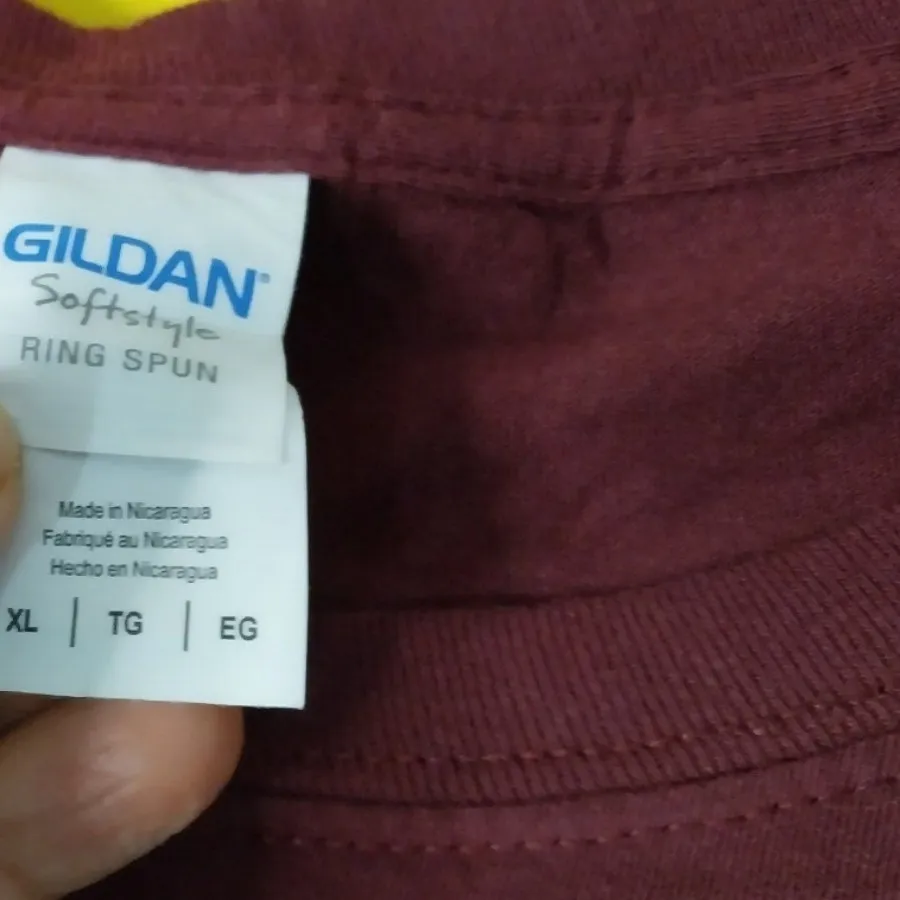 GILDAN®
Softstyle
RING SPUN
Made in Nicaragua
Fabriqué au Nicaragua
Hecho en Nicaragua
XL | TG | EG